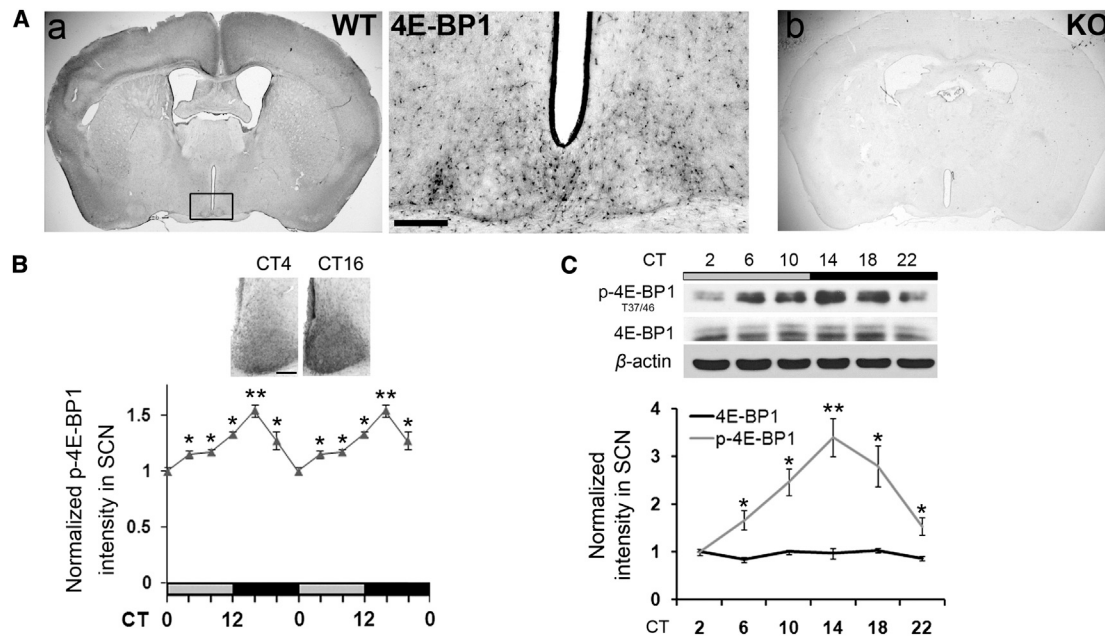 A
a WT
4E-BP1
b KO
B
CT4 CT16
Normalized p-4E-BP1
intensity in SCN
** **
* * * * * * * *
1.5
1
0.5
0
0 12 0 12 0
CT
C
CT 2 6 10 14 18 22
p-4E-BP1
T37/46
4E-BP1
β-actin
Normalized
intensity in SCN
4E-BP1
p-4E-BP1
* * ** * *
4
3
2
1
0
CT 2 6 10 14 18 22